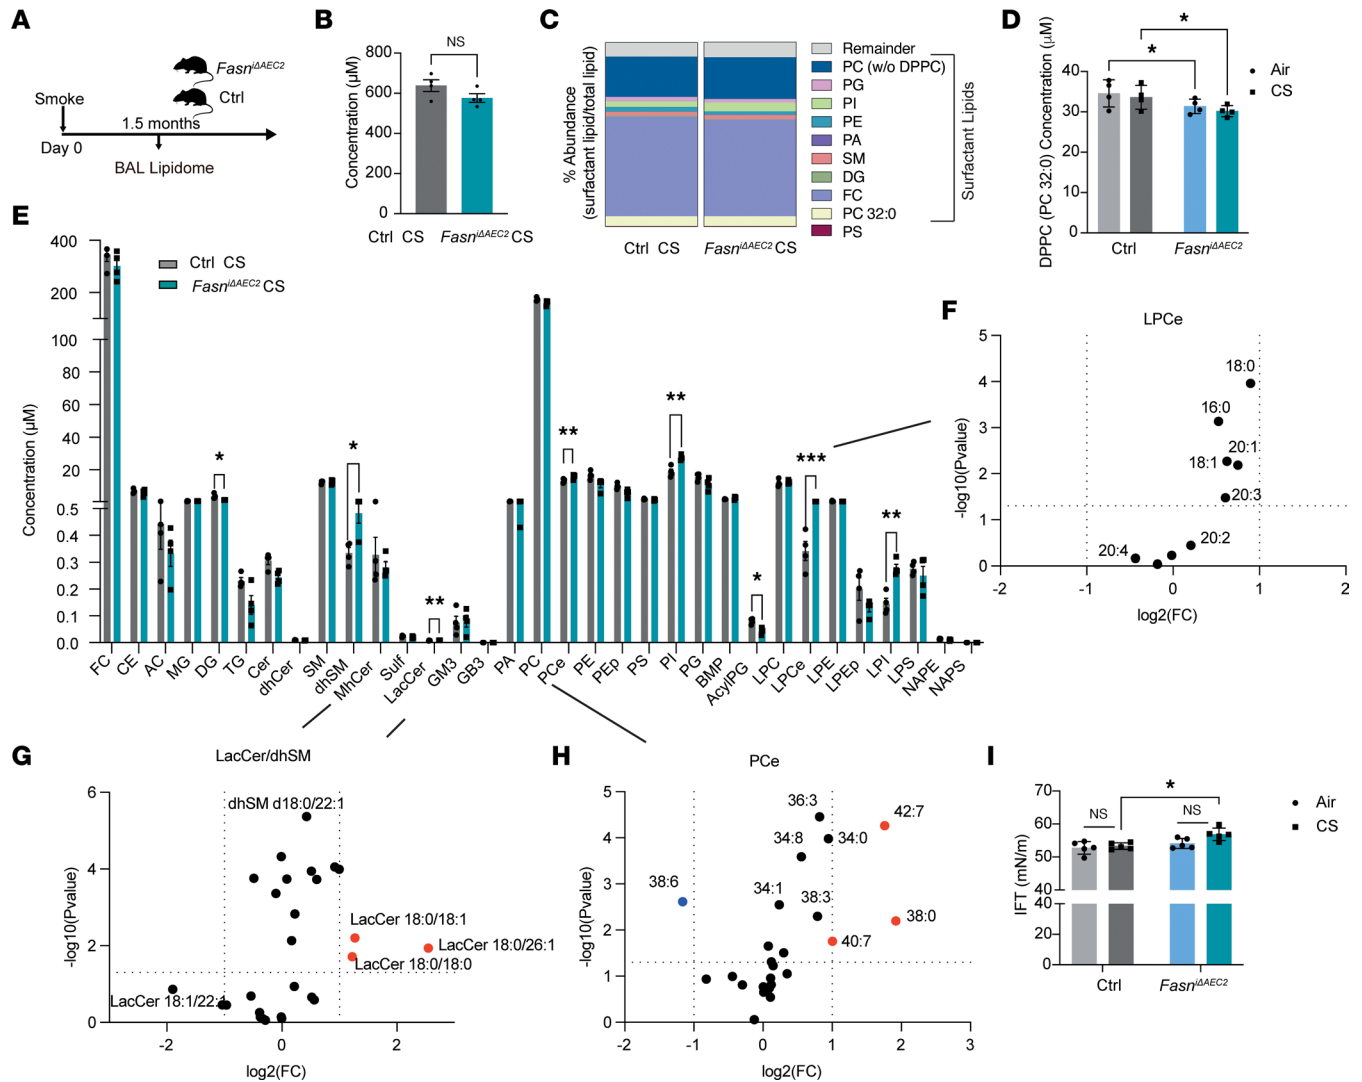 A
Fasn^iΔAEC2
Ctrl
Smoke
1.5 months
Day 0
BAL Lipidome
B
NS
Concentration (µM)
800
600
400
200
0
Ctrl CS
Fasn^iΔAEC2 CS
C
% Abundance
(surfactant lipid/total lipid)
Ctrl CS
Fasn^iΔAEC2 CS
Remainder
PC (w/o DPPC)
PG
PI
PE
PA
SM
DG
FC
PC 32:0
PS
Surfactant Lipids
D
DPPC (PC 32:0) Concentration (µM)
40
30
20
10
0
*
*
Air
CS
Ctrl
Fasn^iΔAEC2
E
Concentration (µM)
400
200
100
80
60
40
20
0.5
0.4
0.3
0.2
0.1
0.0
Ctrl CS
Fasn^iΔAEC2 CS
*
*
**
**
**
*
***
**
FC
CE
AC
MG
DG
TG
Cer
dhCer
SM
dhSM
MhCer
Sulf
LacCer
GM3
GB3
PA
PC
PCe
PE
PEp
PS
PI
PG
BMP
AcylPG
LPC
LPCe
LPE
LPEp
LPI
LPS
NAPE
NAPS
F
LPCe
-log10(Pvalue)
5
4
3
2
1
0
18:0
16:0
20:1
18:1
20:3
20:2
20:4
-2
-1
0
1
2
log2(FC)
G
LacCer/dhSM
-log10(Pvalue)
6
4
2
0
dhSM d18:0/22:1
LacCer 18:0/18:1
LacCer 18:0/26:1
LacCer 18:0/18:0
LacCer 18:1/22:1
-2
0
2
log2(FC)
H
PCe
-log10(Pvalue)
5
4
3
2
1
0
36:3
42:7
34:8
34:0
38:6
34:1
38:3
38:0
40:7
-2
-1
0
1
2
3
log2(FC)
I
IFT (mN/m)
70
60
50
40
40
20
0
NS
*
NS
Air
CS
Ctrl
Fasn^iΔAEC2